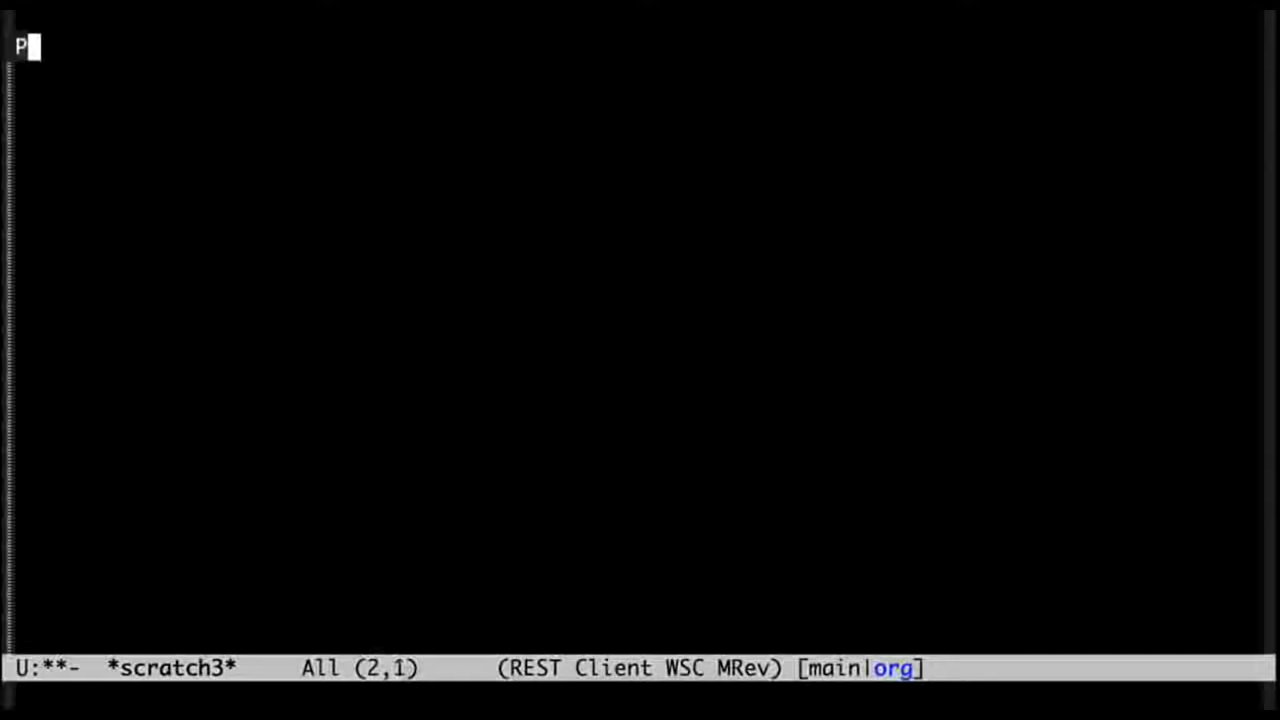 P
U:**-  *scratch3*     All (2,1)      (REST Client WSC MRev) [main|org]